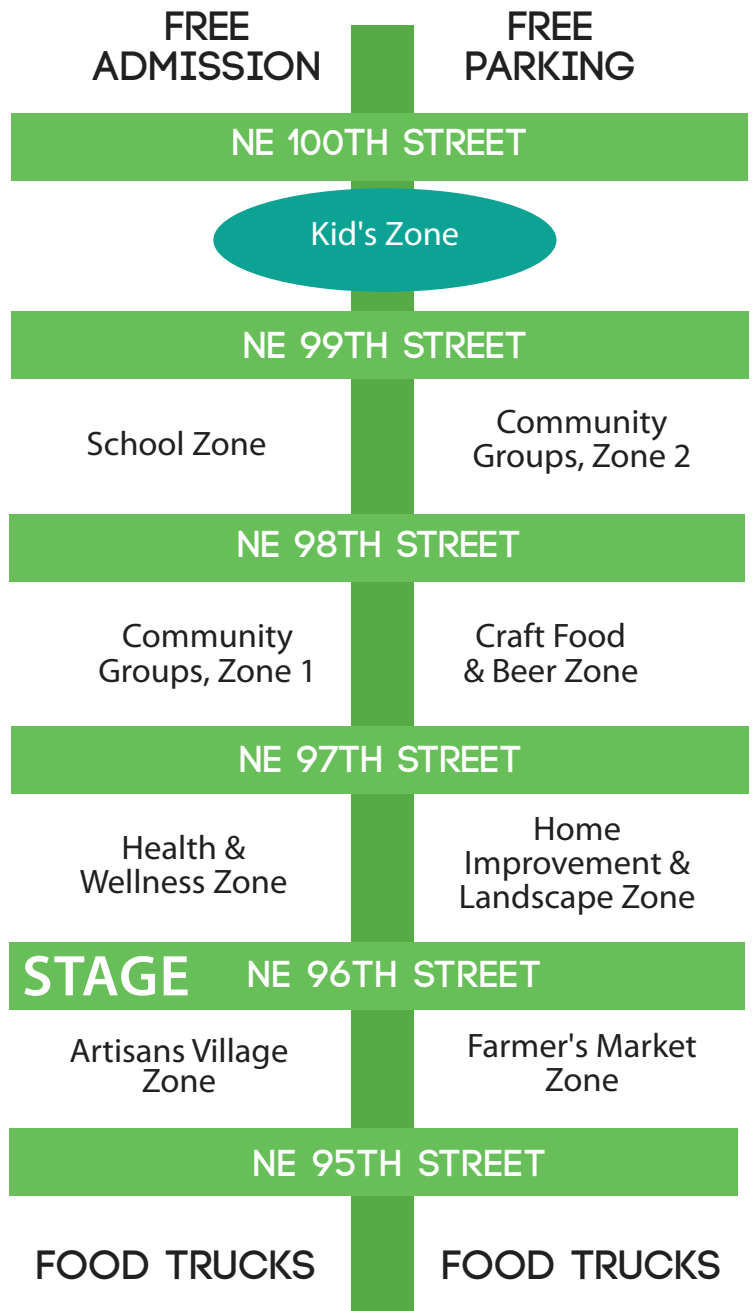 FREE
ADMISSION
FREE
PARKING
NE 100TH STREET
Kid's Zone
NE 99TH STREET
School Zone
Community
Groups, Zone 2
NE 98TH STREET
Community
Groups, Zone 1
Craft Food
& Beer Zone
NE 97TH STREET
Health &
Wellness Zone
Home
Improvement &
Landscape Zone
STAGE NE 96TH STREET
Artisans Village
Zone
Farmer's Market
Zone
NE 95TH STREET
FOOD TRUCKS
FOOD TRUCKS